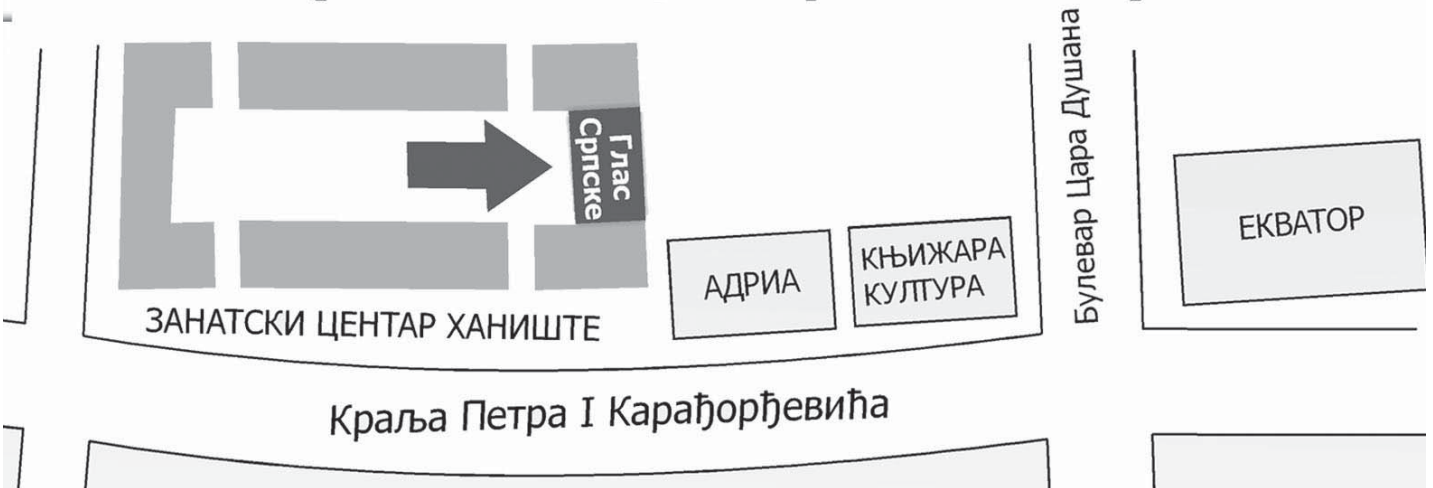 Глас
Српске
АДРИА
КЊИЖАРА
КУЛТУРА
Булевар Цара Душана
ЕКВАТОР
ЗАНАТСКИ ЦЕНТАР ХАНИШТЕ
Краља Петра I Карађорђевића